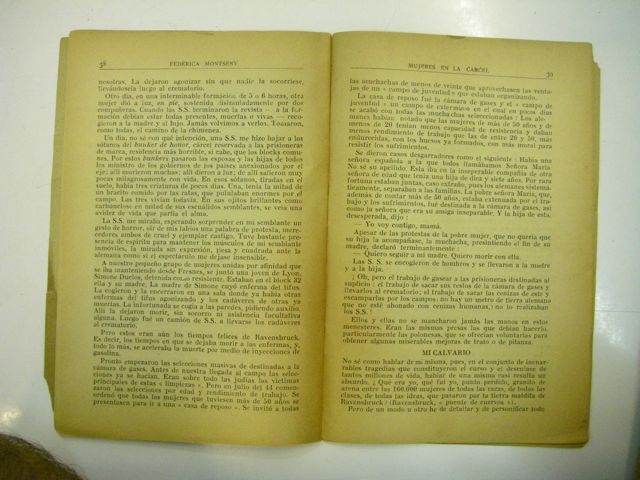 58
FEDERICA MONTSENY
nosotras. La dejaron agonizar sin que nadie la socorriese,
llevándosela luego al crematorio.
Otro día, en una interminable formación de 5 o 6 horas, otra
mujer dió a luz, en pie, sostenida disimuladamente por dos
compañeras. Cuando las SS. terminaron la revista — a la for-
mación debían estar todas presentes, muertas o vivas — reco-
gieron a la madre y al hijo. Jamás volvimos a verlos. Tomaron,
como todas, el camino de la chimenea.
Un día, no se con qué intención, una S.S. me hizo bajar a los
sótanos del bunker de honor, cárcel reservada a las prisioneras
de marca, residencia más horrible, si cabe, que los blocks comu-
nes. Por estos bunkers pasaron las esposas y las hijas de todos
los ministros de los gobiernos de los países anexionados por el
eje; allí murieron muchas; allí dieron a luz; de allí salieron muy
pocas milagrosamente con vida. En esos sótanos, tiradas en el
suelo, había tres criaturas de pocos días. Una, tenía la mitad de
un bracito comido por las ratas, que pululaban enormes por el
campo. Las tres vivían todavía. En sus ojitos brillantes como
carbunclos en mitad de sus escuálidos semblantes, se veía una
avidez de vida que partía el alma.
La SS. me miraba, esperando sorprender en mi semblante un
gesto de horror, oir de mis labios una palabra de protesta, mere-
cedores ambos de cruel y ejemplar castigo. Tuve bastante pre-
sencia de espíritu para mantener los músculos de mi semblante
inmóviles, la mirada sin expresión, tiesa y cuadrada ante la
alemana como si el espectáculo me dejase insensible.
A nuestro pequeño grupo de mujeres unidas por afinidad que
se iba manteniendo desde Fresnes, se juntó una joven de Lyon,
Simone Duclos, detenida como resistente. Estaban en el block 32
ella y su madre. La madre de Simone cayó enferma del tifus.
La cogieron y la encerraron en una sala donde ya había otras
enfermas del tifus agonizando y los cadáveres de otras ya
muertas. La infortunada se cogía a las paredes, pidiendo auxilio.
Allí la dejaron morir, sin socorro ni asistencia facultativa
alguna. Luego fué un camión de SS. a llevarse los cadáveres
al crematorio.
Pero estos eran aún los tiempos felices de Ravensbruck.
Es decir, los tiempos en que se dejaba morir a las enfermas, y,
todo lo más, se aceleraba la muerte por medio de inyecciones de
gasolina.
Pronto empezaron las selecciones masivas de destinadas a la
cámara de gases. Antes de nuestra llegada al campo las selec-
ciones ya se hacían. Eran sobre todo las judías las víctimas
principales de estas « limpiezas ». Pero en julio del 44 comen-
zaron las selecciones por edad y rendimiento de trabajo. Se
ordenó que todas las mujeres que tuviesen más de 50 años se
presentasen para ir a una « casa de reposo ». Se invitó a todas
MUJERES EN LA CARCEL
59
las muchachas de menos de veinte que aprovechasen las venta-
jas de un « campo de juventud » que estaban organizando.
La casa de reposo fué la cámara de gases y el « campo de
juventud » un campo de exterminio en el cual en pocos días
se acabó con todas las muchachas seleccionadas : Los ale-
manes habían notado que las mujeres de más de 50 años y de
menos de 20 tenían menos capacidad de resistencia y daban
menos rendimiento de trabajo que las de entre 20 y 50, más
endurecidas, con los huesos ya formados, con más moral para
resistir los sufrimientos.
Se dieron casos desgarradores como el siguiente : Había una
señora española a la que todos llamábamos Señora María
No sé su apellido. Esta iba en la inseparable compañía de otra
señora de edad que tenía una hija de diez y siete años. Por rara
fortuna estaban juntas, caso extraño, pues los alemanes sistemá-
ticamente, separaban a las familias. La pobre señora María que,
además de contar más de 50 años, estaba extenuada por el tra-
bajo y los sufrimientos, fué destinada a la cámara de gases, así
como la señora que era su amiga inseparable. Y la hija de esta,
desesperada, dijo :
— Yo voy contigo, mamá.
Apesar de las protestas de la pobre mujer, que no quería que
su hija la acompañase, la muchacha, presintiendo el fin de su
madre, declaró terminantemente :
— Quiero seguir a mi madre. Quiero morir con ella.
Las S.S. se encogieron de hombros y se llevaron a la madre
y a la hija.
¡ Oh, pero el trabajo de gasear a las prisioneras destinadas al
suplicio : el trabajo de sacar sus restos de la cámara de gases y
llevarlos al crematorio; el trabajo de sacar las cenizas de allí y
escamparlas por los campos; no hay un metro de tierra alemana
que no esté abonado con cenizas humanas,! no lo realizaban
los SS.!
Ellos y ellas no se mancharon jamás las manos en estos
menesteres. Eran las mismas presas las que debían hacerlo,
particularmente las polonesas, que se ofrecían voluntarias para
obtener algunas miserables mejoras de trato o de pitanza.
MI CALVARIO
No sé como hablar de mi misma, pues, en el conjunto de innear-
rables tragedias que constituyeron el curso y el desenlace de
tantos millones de vida, hablar de una misma casi resulta un
absurdo. ¿ Qué era yo, qué fui yo, punto perdido, granito de
arena entre las 160.000 mujeres de todas las razas, de todas las
clases, de todas las ideas, que pasaron por la tierra maldita de
Ravensbruck? (Ravensbruck, « puente de cuervos »).
Pero de un modo u otro he de detallar y de personificar todo